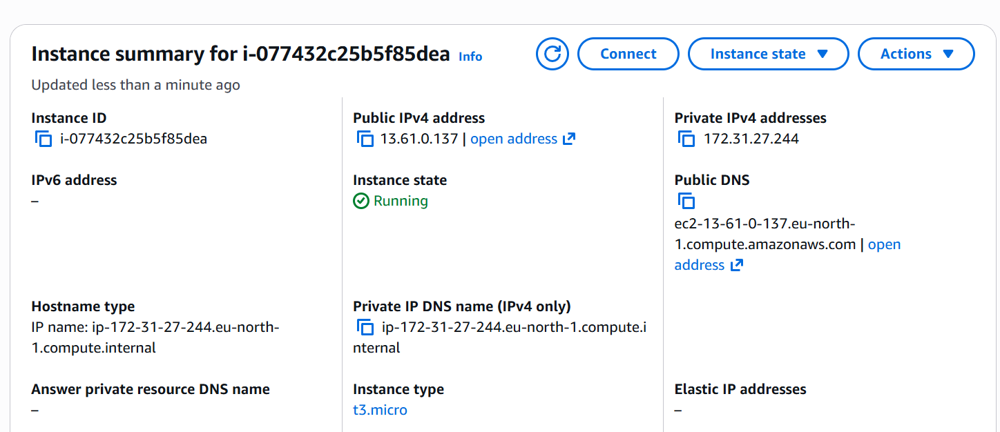 Instance summary for i-077432c25b5f85dea Info
Connect
Instance state
Actions
Updated less than a minute ago
Instance ID
i-077432c25b5f85dea
Public IPv4 address
13.61.0.137 | open address
Private IPv4 addresses
172.31.27.244
IPv6 address
–
Instance state
Running
Public DNS
ec2-13-61-0-137.eu-north-
1.compute.amazonaws.com | open
address
Hostname type
IP name: ip-172-31-27-244.eu-north-
1.compute.internal
Private IP DNS name (IPv4 only)
ip-172-31-27-244.eu-north-1.compute.i
nternal
Answer private resource DNS name
–
Instance type
t3.micro
Elastic IP addresses
–